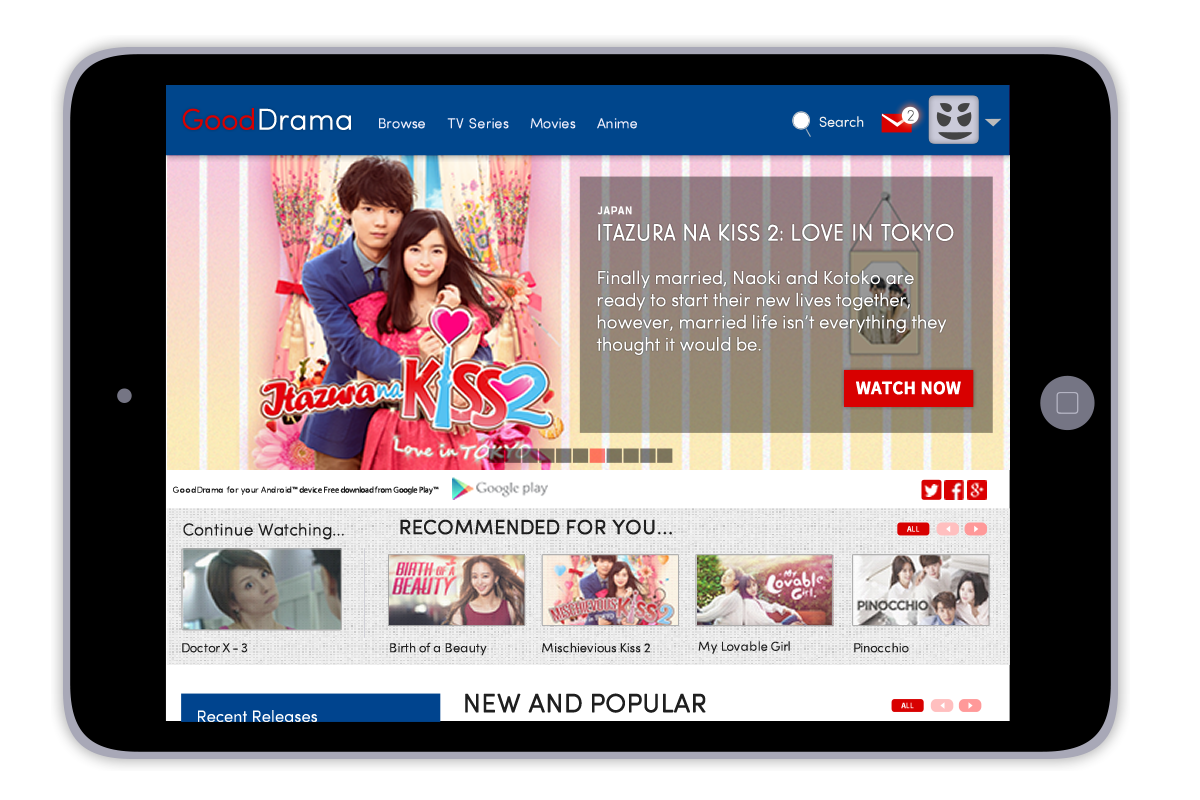 GoodDrama
Browse TV Series Movies Anime
Search
2
JAPAN
ITAZURA NA KISS 2: LOVE IN TOKYO
Finally married, Naoki and Kotoko are
ready to start their new lives together,
however, married life isn't everything they
thought it would be.
WATCH NOW
Itazura na KISS2
Love in TOKYO
GoodDrama for your Android™ device Free download from Google Play™
Google play
Continue Watching...
RECOMMENDED FOR YOU...
ALL
BIRTH OF A
BEAUTY
MISCHIEVOUS KISS 2
TOKYO
My
Lovable
Girl
PINOCCHIO
Doctor X - 3
Birth of a Beauty
Mischievious Kiss 2
My Lovable Girl
Pinocchio
Recent Releases
NEW AND POPULAR
ALL